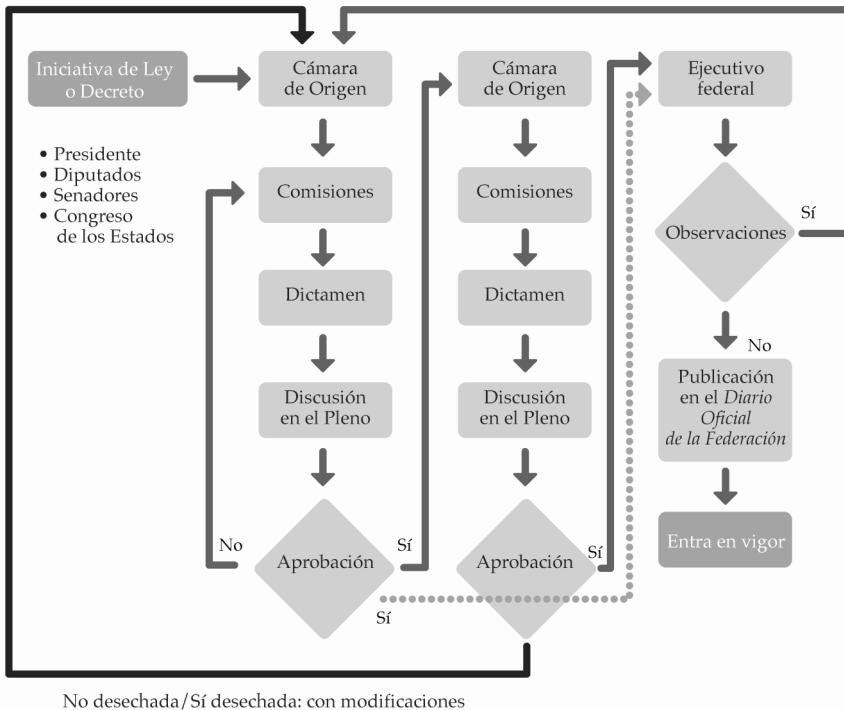 Iniciativa de Ley
o Decreto
• Presidente
• Diputados
• Senadores
• Congreso
de los Estados
Cámara
de Origen
Comisiones
Dictamen
Discusión
en el Pleno
Aprobación
No
Sí
Sí
Cámara
de Origen
Comisiones
Dictamen
Discusión
en el Pleno
Aprobación
Sí
Ejecutivo
federal
Observaciones
Sí
No
Publicación
en el Diario
Oficial
de la Federación
Entra en vigor
No desechada/Sí desechada: con modificaciones